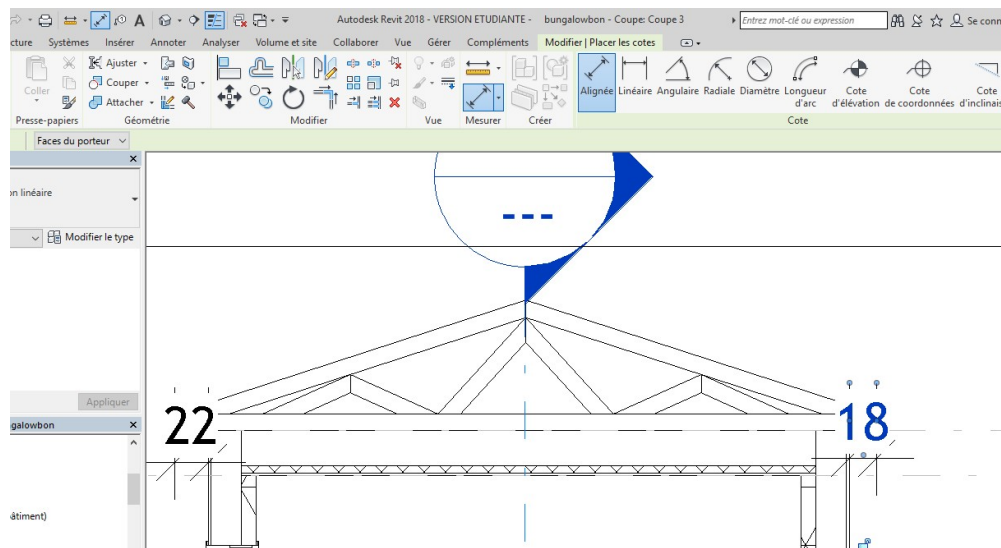 Autodesk Revit 2018 - VERSION ETUDIANTE - bungalowbon - Coupe: Coupe 3
Entrez mot-clé ou expression
Se conn
cture Systèmes Insérer Annoter Analyser Volume et site Collaborer Vue Gérer Compléments Modifier | Placer les cotes
Coller
Ajuster
Couper
Attacher
Alignée Linéaire Angulaire Radiale Diamètre Longueur d'arc Cote d'élévation Cote de coordonnées Cote d'inclinais
Presse-papiers Géométrie Modifier Vue Mesurer Créer Cote
Faces du porteur
on linéaire
Modifier le type
Appliquer
galowbon
bâtiment)
---
22
18